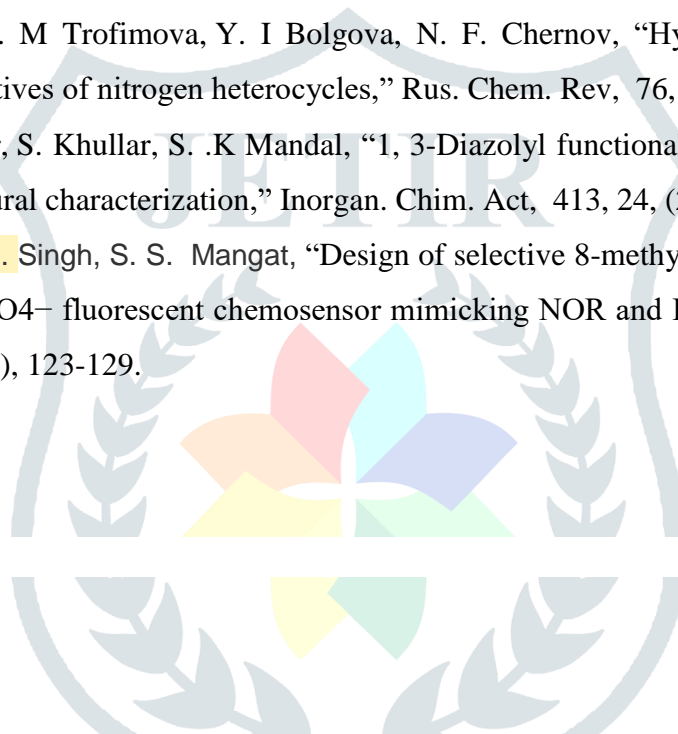 . M Trofimova, Y. I Bolgova, N. F. Chernov, “Hy
tives of nitrogen heterocycles,” Rus. Chem. Rev, 76,
, S. Khullar, S. .K Mandal, “1, 3-Diazolyl functiona
ural characterization,” Inorgan. Chim. Act, 413, 24, (
. Singh, S. S. Mangat, “Design of selective 8-methy
O4− fluorescent chemosensor mimicking NOR and
), 123-129.
JETIR